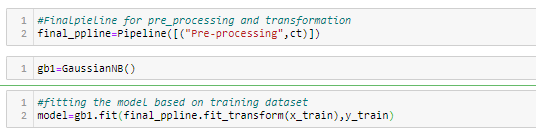 1 #Finalpieline for pre_processing and transformation
2 final_ppline=Pipeline([("Pre-processing",ct)])
1 gb1=GaussianNB()
1 #fitting the model based on training dataset
2 model=gb1.fit(final_ppline.fit_transform(x_train),y_train)